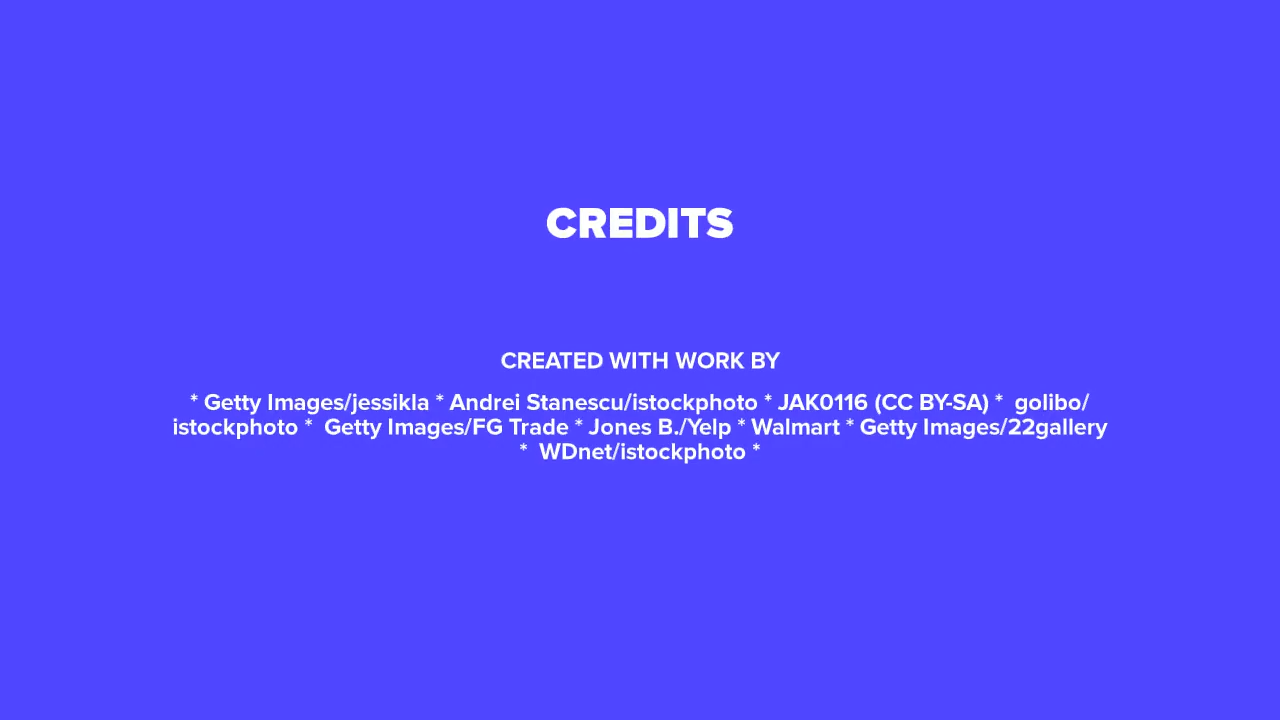 CREDITS
CREATED WITH WORK BY
* Getty Images/jessikla * Andrei Stanescu/istockphoto * JAK0116 (CC BY-SA) *  golibo/
istockphoto *  Getty Images/FG Trade * Jones B./Yelp * Walmart * Getty Images/22gallery
*  WDnet/istockphoto *